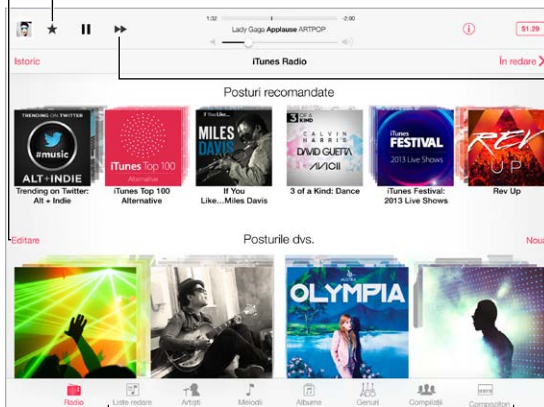 1:32 -2:00
Lady Gaga Applause ARTPOP
$1.29
Istoric iTunes Radio În redare
Posturi recomandate
TRENDING ON TWITTER
#music
ALT+INDIE
iTunes Top 100
Alternative
If You Like...
MILES
DAVIS
3 OF A KIND
CALVIN
HARRIS
DAVID GUETTA
AVICII
iTunes
FESTIVAL
2013 Live Shows
REV
UP
Trending on Twitter:
Alt + Indie
iTunes Top 100
Alternative
If You
Like...Miles Davis
3 of a Kind: Dance
iTunes Festival:
2013 Live Shows
Rev Up
Editare Posturile dvs. Nouă
OLYMPIA
Radio Liste redare Artiști Melodii Albume Genuri Compilații Compozitori